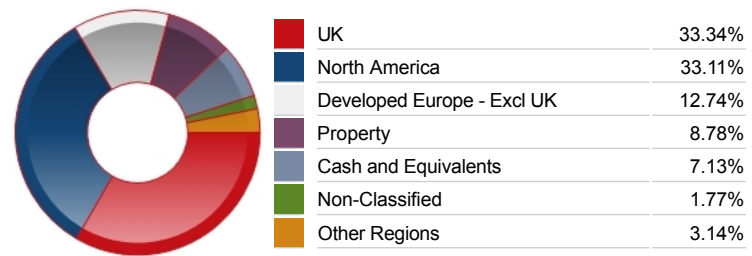 UK 33.34%
North America 33.11%
Developed Europe - Excl UK 12.74%
Property 8.78%
Cash and Equivalents 7.13%
Non-Classified 1.77%
Other Regions 3.14%